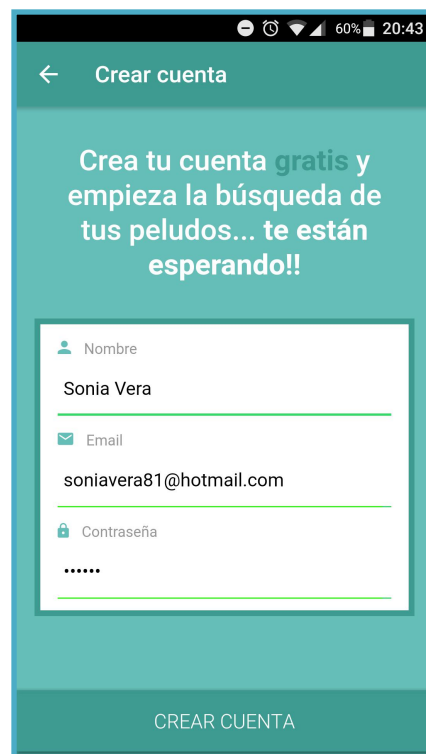 60% 20:43
Crear cuenta
Crea tu cuenta gratis y
empieza la búsqueda de
tus peludos... te están
esperando!!
Nombre
Sonia Vera
Email
soniavera81@hotmail.com
Contraseña
••••••
CREAR CUENTA